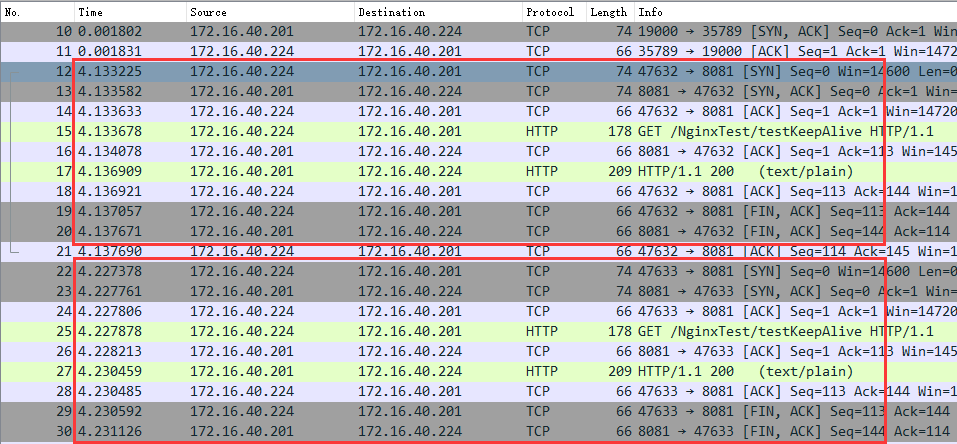 No. Time Source Destination Protocol Length Info
10 0.001802 172.16.40.201 172.16.40.224 TCP 74 19000 → 35789 [SYN, ACK] Seq=0 Ack=1 Win
11 0.001831 172.16.40.224 172.16.40.201 TCP 66 35789 → 19000 [ACK] Seq=1 Ack=1 Win=1472
12 4.133225 172.16.40.224 172.16.40.201 TCP 74 47632 → 8081 [SYN] Seq=0 Win=14600 Len=0
13 4.133582 172.16.40.201 172.16.40.224 TCP 74 8081 → 47632 [SYN, ACK] Seq=0 Ack=1 Win=
14 4.133633 172.16.40.224 172.16.40.201 TCP 66 47632 → 8081 [ACK] Seq=1 Ack=1 Win=14720
15 4.133678 172.16.40.224 172.16.40.201 HTTP 178 GET /NginxTest/testKeepAlive HTTP/1.1
16 4.134078 172.16.40.201 172.16.40.224 TCP 66 8081 → 47632 [ACK] Seq=1 Ack=113 Win=145
17 4.136909 172.16.40.201 172.16.40.224 HTTP 209 HTTP/1.1 200 (text/plain)
18 4.136921 172.16.40.224 172.16.40.201 TCP 66 47632 → 8081 [ACK] Seq=113 Ack=144 Win=1
19 4.137057 172.16.40.224 172.16.40.201 TCP 66 47632 → 8081 [FIN, ACK] Seq=113 Ack=144
20 4.137671 172.16.40.201 172.16.40.224 TCP 66 8081 → 47632 [FIN, ACK] Seq=144 Ack=114
21 4.137690 172.16.40.224 172.16.40.201 TCP 66 47632 → 8081 [ACK] Seq=114 Ack=145 Win=1
22 4.227378 172.16.40.224 172.16.40.201 TCP 74 47633 → 8081 [SYN] Seq=0 Win=14600 Len=0
23 4.227761 172.16.40.201 172.16.40.224 TCP 74 8081 → 47633 [SYN, ACK] Seq=0 Ack=1 Win=
24 4.227806 172.16.40.224 172.16.40.201 TCP 66 47633 → 8081 [ACK] Seq=1 Ack=1 Win=14720
25 4.227878 172.16.40.224 172.16.40.201 HTTP 178 GET /NginxTest/testKeepAlive HTTP/1.1
26 4.228213 172.16.40.201 172.16.40.224 TCP 66 8081 → 47633 [ACK] Seq=1 Ack=113 Win=145
27 4.230459 172.16.40.201 172.16.40.224 HTTP 209 HTTP/1.1 200 (text/plain)
28 4.230485 172.16.40.224 172.16.40.201 TCP 66 47633 → 8081 [ACK] Seq=113 Ack=144 Win=1
29 4.230592 172.16.40.224 172.16.40.201 TCP 66 47633 → 8081 [FIN, ACK] Seq=113 Ack=144
30 4.231126 172.16.40.201 172.16.40.224 TCP 66 8081 → 47633 [FIN, ACK] Seq=144 Ack=114